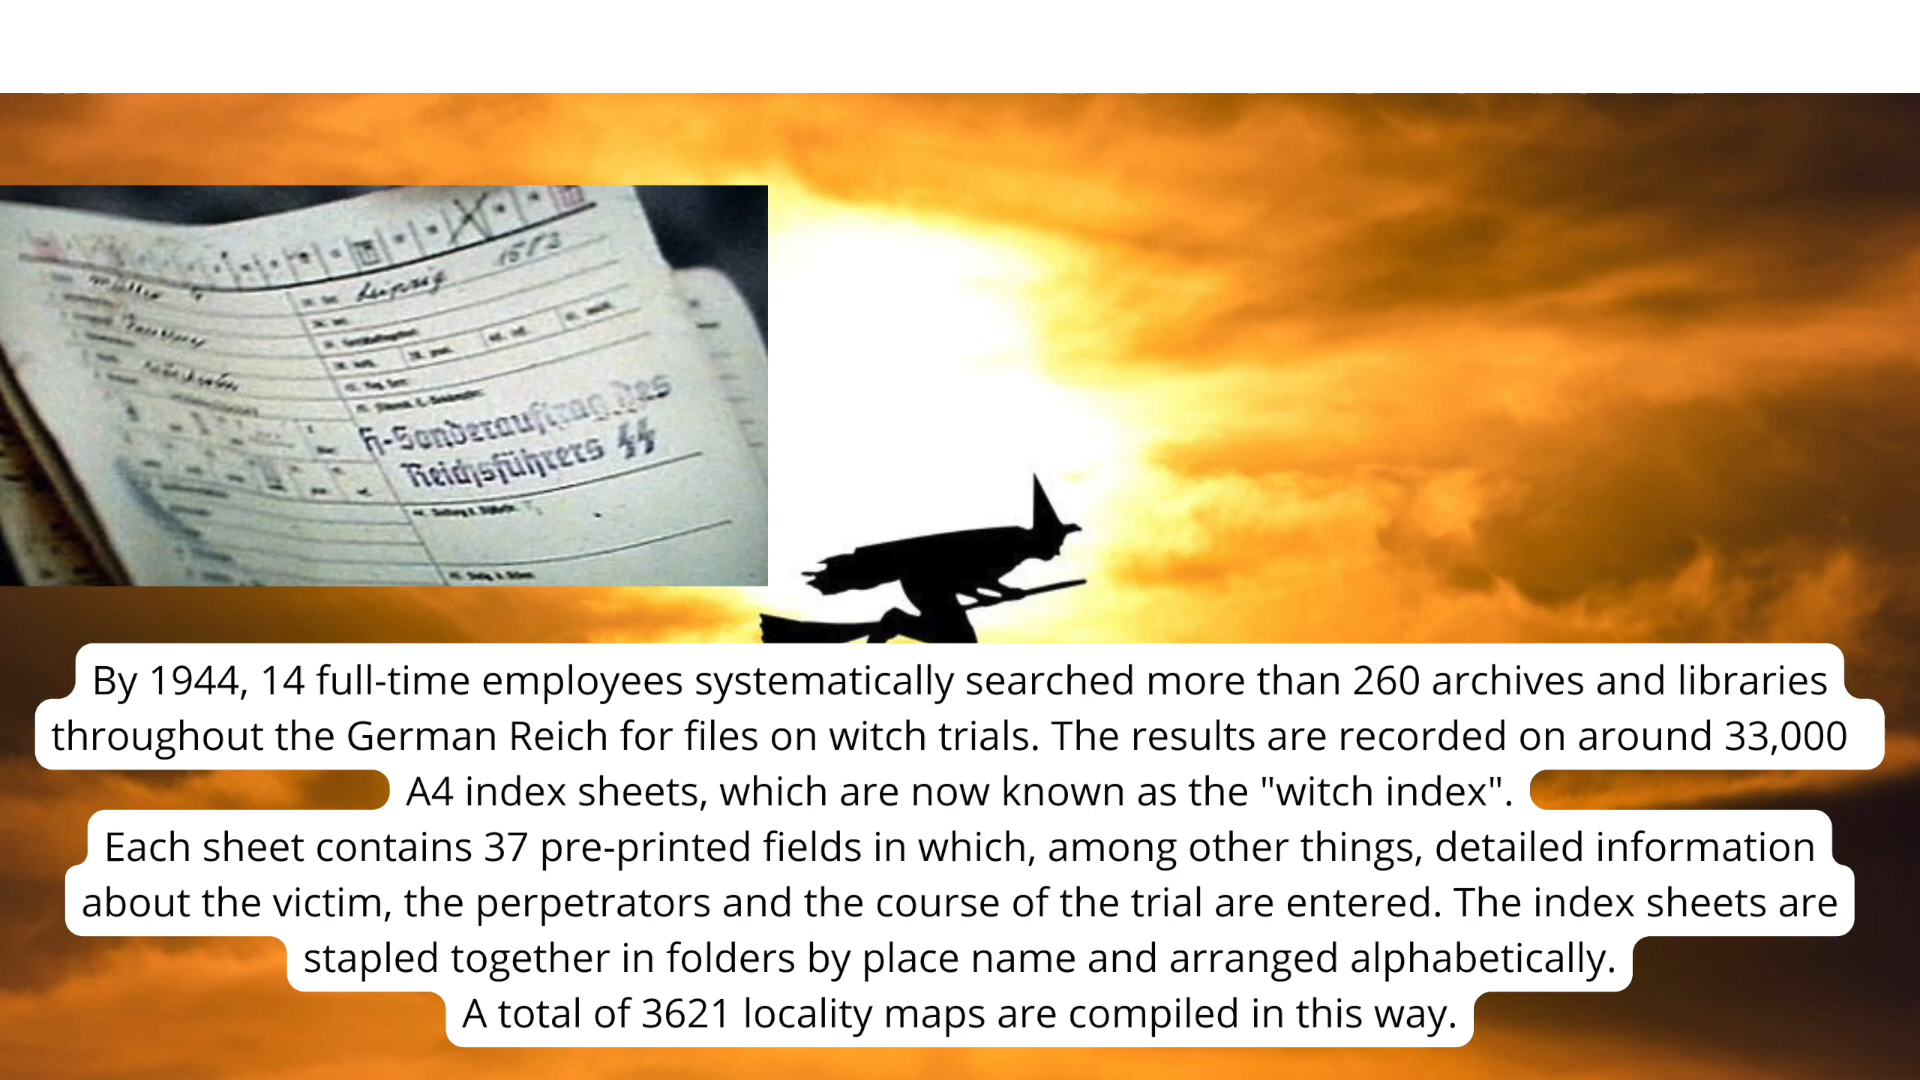 Leipzig
H-Sonderauftrag des
Reichsführers SS
By 1944, 14 full-time employees systematically searched more than 260 archives and libraries
throughout the German Reich for files on witch trials. The results are recorded on around 33,000
A4 index sheets, which are now known as the "witch index".
Each sheet contains 37 pre-printed fields in which, among other things, detailed information
about the victim, the perpetrators and the course of the trial are entered. The index sheets are
stapled together in folders by place name and arranged alphabetically.
A total of 3621 locality maps are compiled in this way.